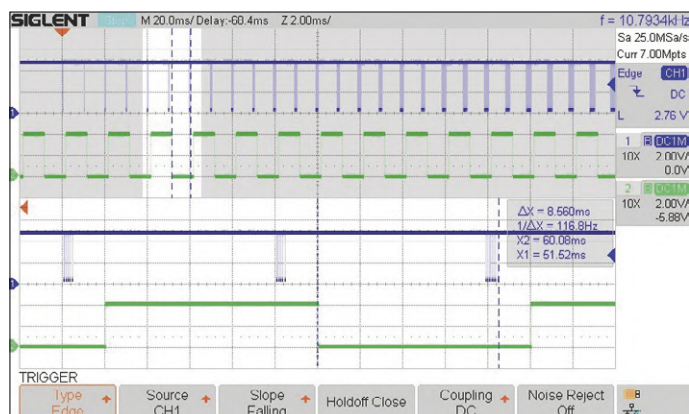 SIGLENT Stop M 20.0ms/ Delay:-60.4ms Z 2.00ms/ f = 10.7934kHz
Sa 25.0MSa/s
Curr 7.00Mpts
Edge CH1
DC
L 2.76 V
1 B DC1M
10X 2.00V/
0.0V
2 DC1M
10X 2.00V/
-5.88V
ΔX = 8.560ms
1/ΔX = 116.8Hz
X2 = 60.08ms
X1 = 51.52ms
TRIGGER
Type Source Slope Holdoff Close Coupling Noise Reject
Edge CH1 Falling DC Off